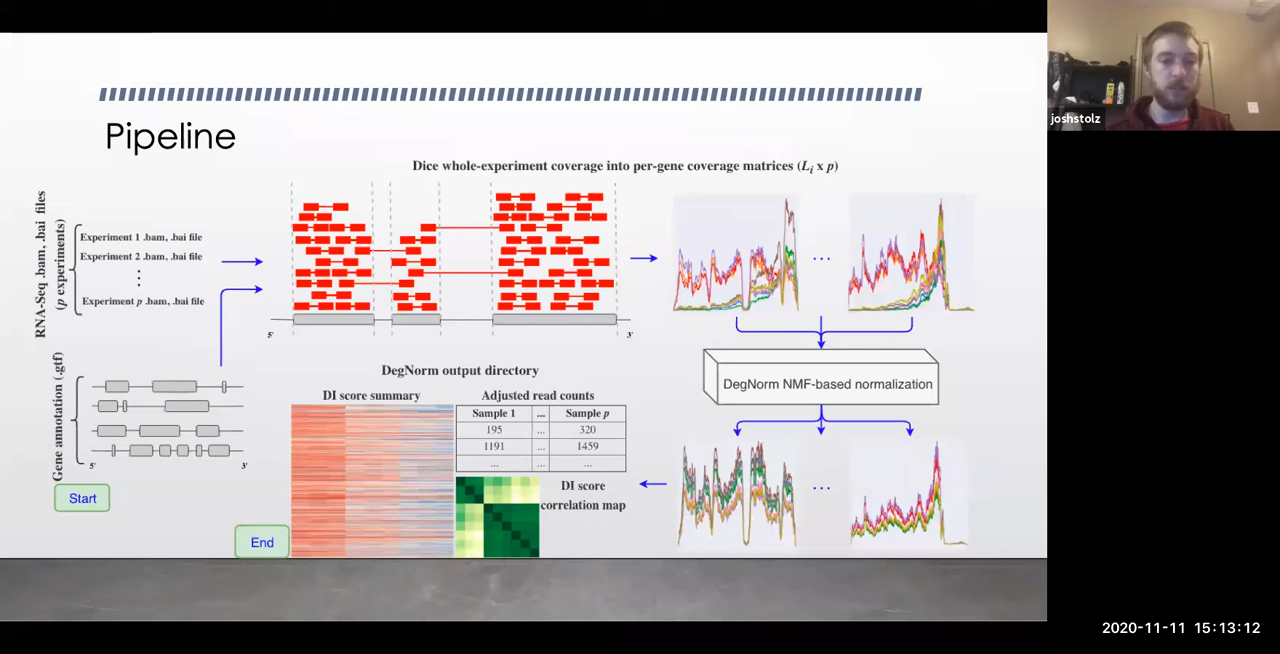 Pipeline
Dice whole-experiment coverage into per-gene coverage matrices (Li x p)
RNA-Seq .bam, .bai files
(p experiments)
Experiment 1 .bam, .bai file
Experiment 2 .bam, .bai file
⋮
Experiment p .bam, .bai file
5' 3'
...
...
DegNorm NMF-based normalization
Gene annotation (.gtf)
5' 3'
Start
End
DegNorm output directory
DI score summary
Adjusted read counts
Sample 1 ... Sample p
195 ... 320
1191 ... 1459
... ... ...
DI score
correlation map
joshstolz
2020-11-11 15:13:12